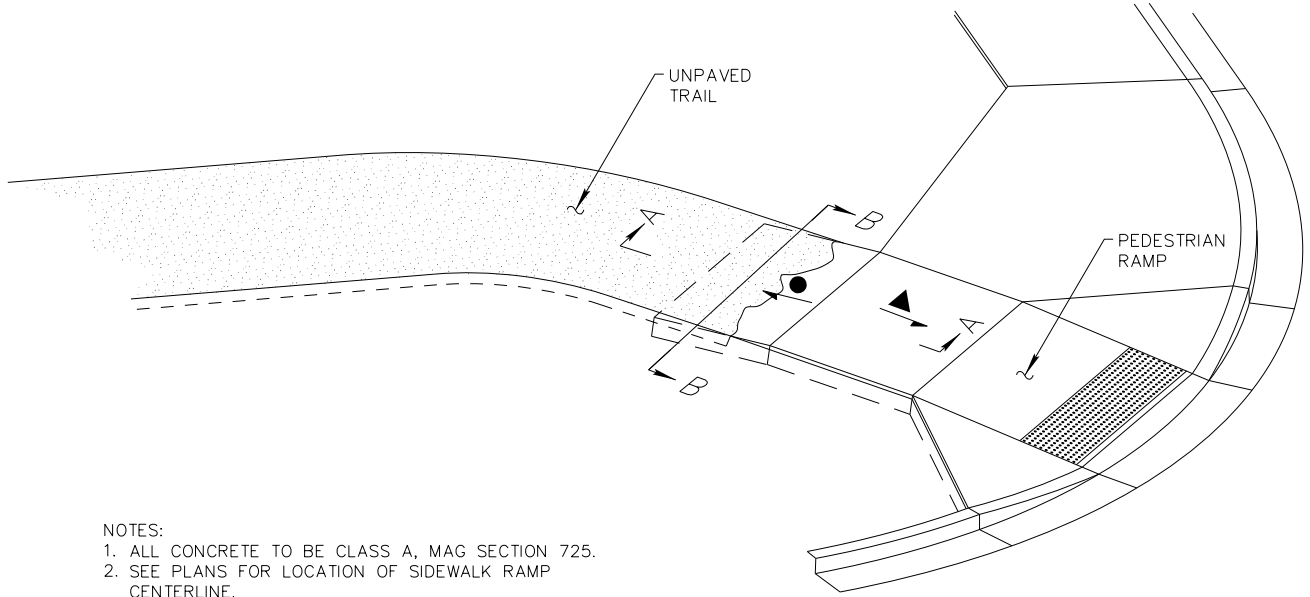 UNPAVED
TRAIL
A
B
PEDESTRIAN
RAMP
A
B
NOTES:
1. ALL CONCRETE TO BE CLASS A, MAG SECTION 725.
2. SEE PLANS FOR LOCATION OF SIDEWALK RAMP
CENTERLINE.